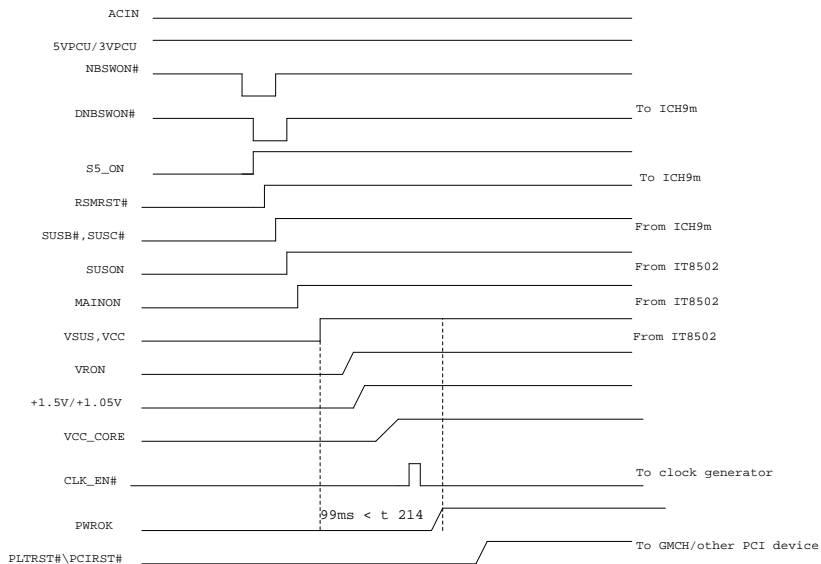 ACIN
5VPCU/3VPCU
NBSWON#
DNBSWON# To ICH9m
S5_ON To ICH9m
RSMRST#
SUSB#,SUSC# From ICH9m
SUSON From IT8502
MAINON From IT8502
VSUS,VCC From IT8502
VRON
+1.5V/+1.05V
VCC_CORE
CLK_EN# To clock generator
99ms < t 214
PWROK
PLTRST#\PCIRST# To GMCH/other PCI device